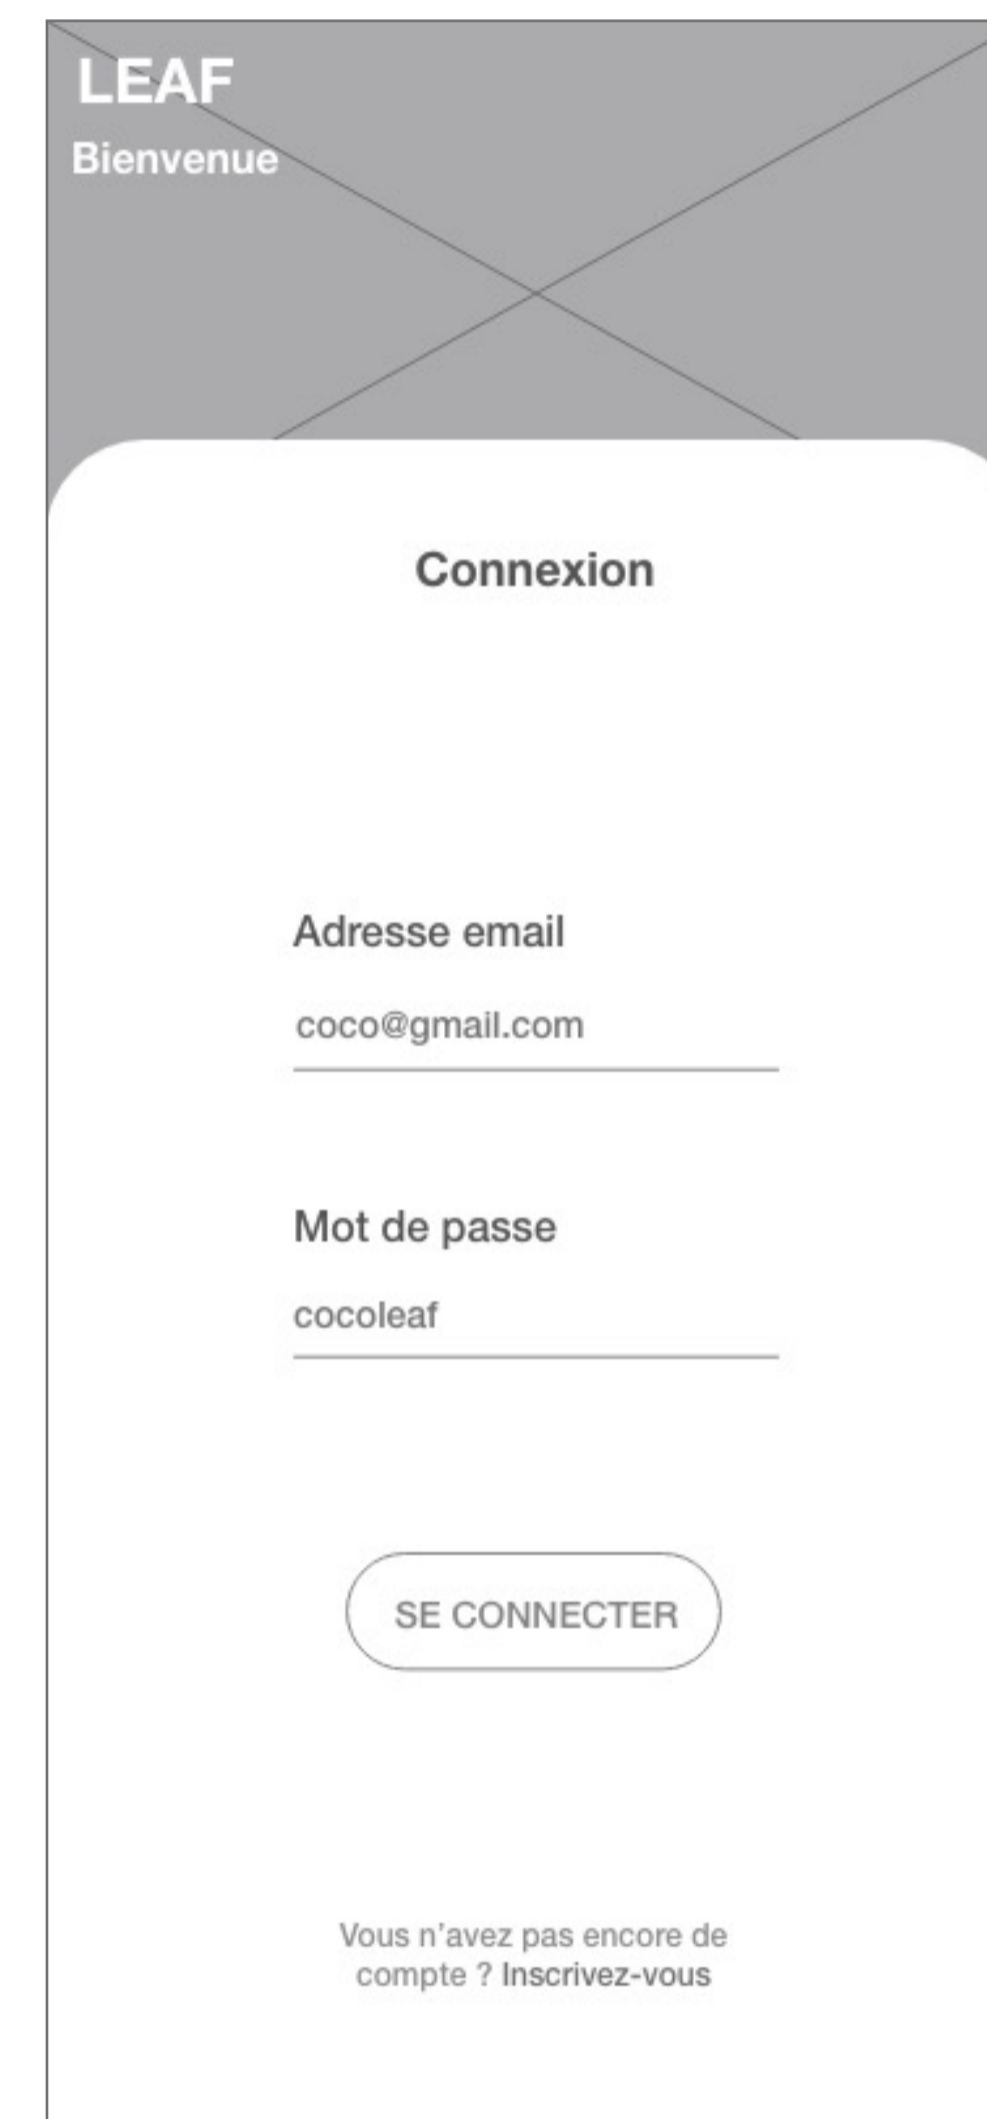 LEAF
Bienvenue
Connexion
Adresse email
coco@gmail.com
Mot de passe
cocoleaf
SE CONNECTER
Vous n'avez pas encore de
compte ? Inscrivez-vous